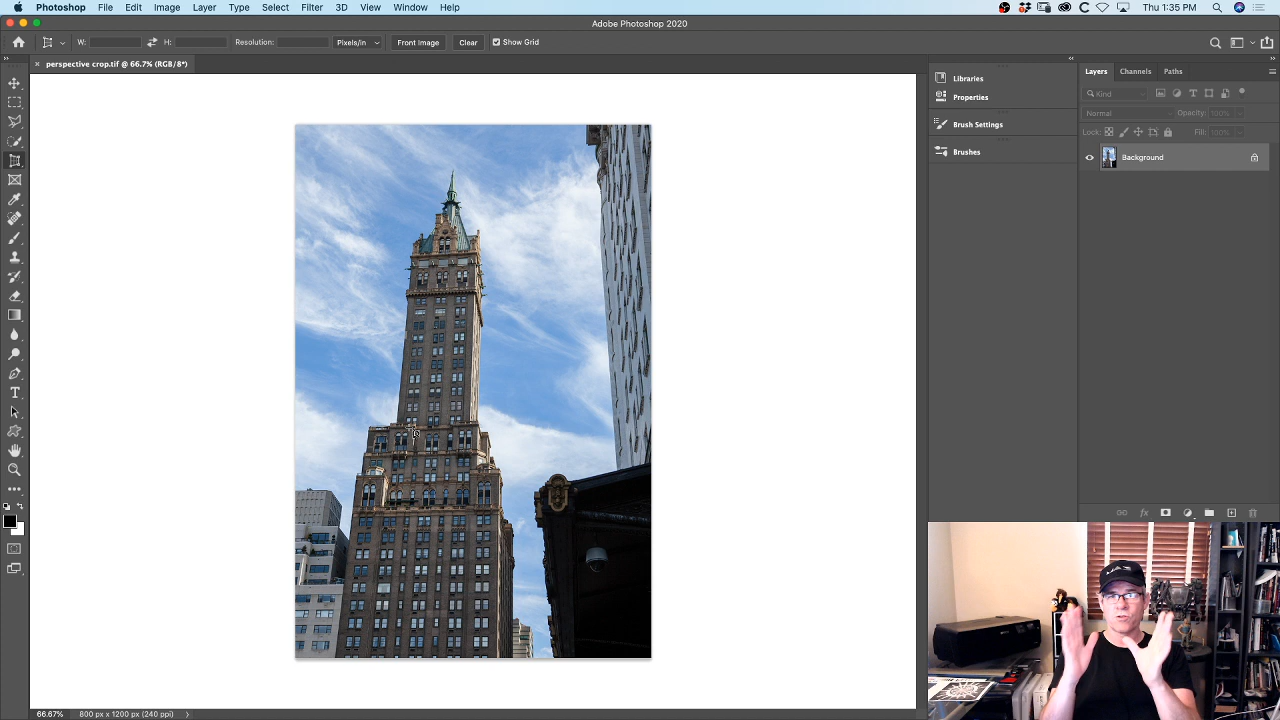 Photoshop File Edit Image Layer Type Select Filter 3D View Window Help Thu 1:35 PM
Adobe Photoshop 2020
W: H: Resolution: Pixels/in Front Image Clear Show Grid
× perspective crop.tif @ 66.7% (RGB/8*)
Libraries
Properties
Brush Settings
Brushes
Layers Channels Paths
Kind
Normal Opacity: 100%
Lock: Fill: 100%
Background
66.67% 800 px x 1200 px (240 ppi)